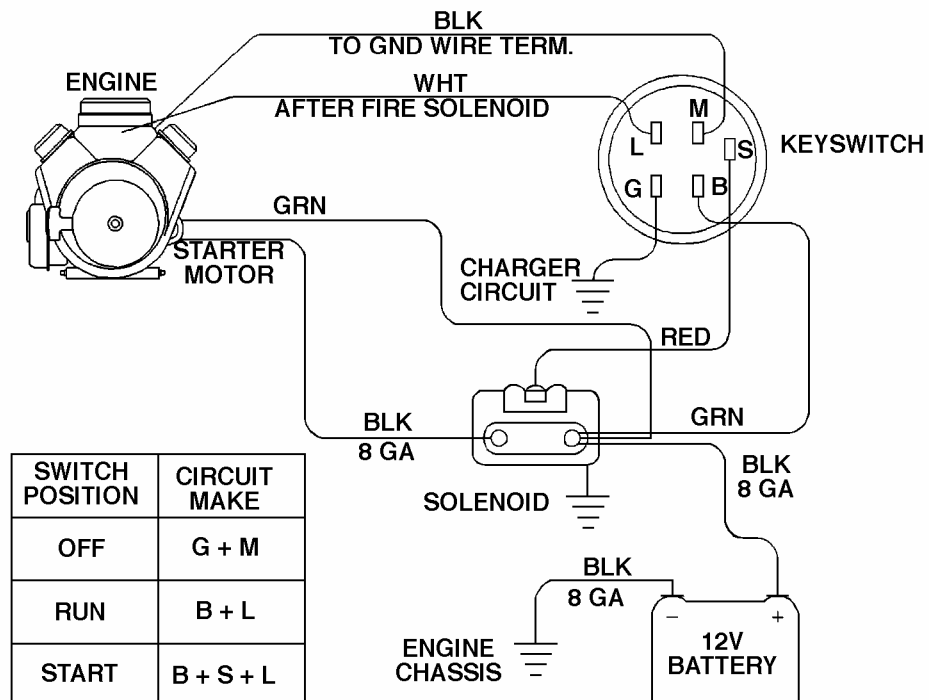 BLK
TO GND WIRE TERM.
ENGINE
WHT
AFTER FIRE SOLENOID
M
L
S
KEYSWITCH
G
B
GRN
STARTER
MOTOR
CHARGER
CIRCUIT
RED
BLK
8 GA
GRN
BLK
8 GA
SOLENOID
SWITCH
POSITION
CIRCUIT
MAKE
OFF
G + M
RUN
B + L
START
B + S + L
BLK
8 GA
ENGINE
CHASSIS
− +
12V
BATTERY